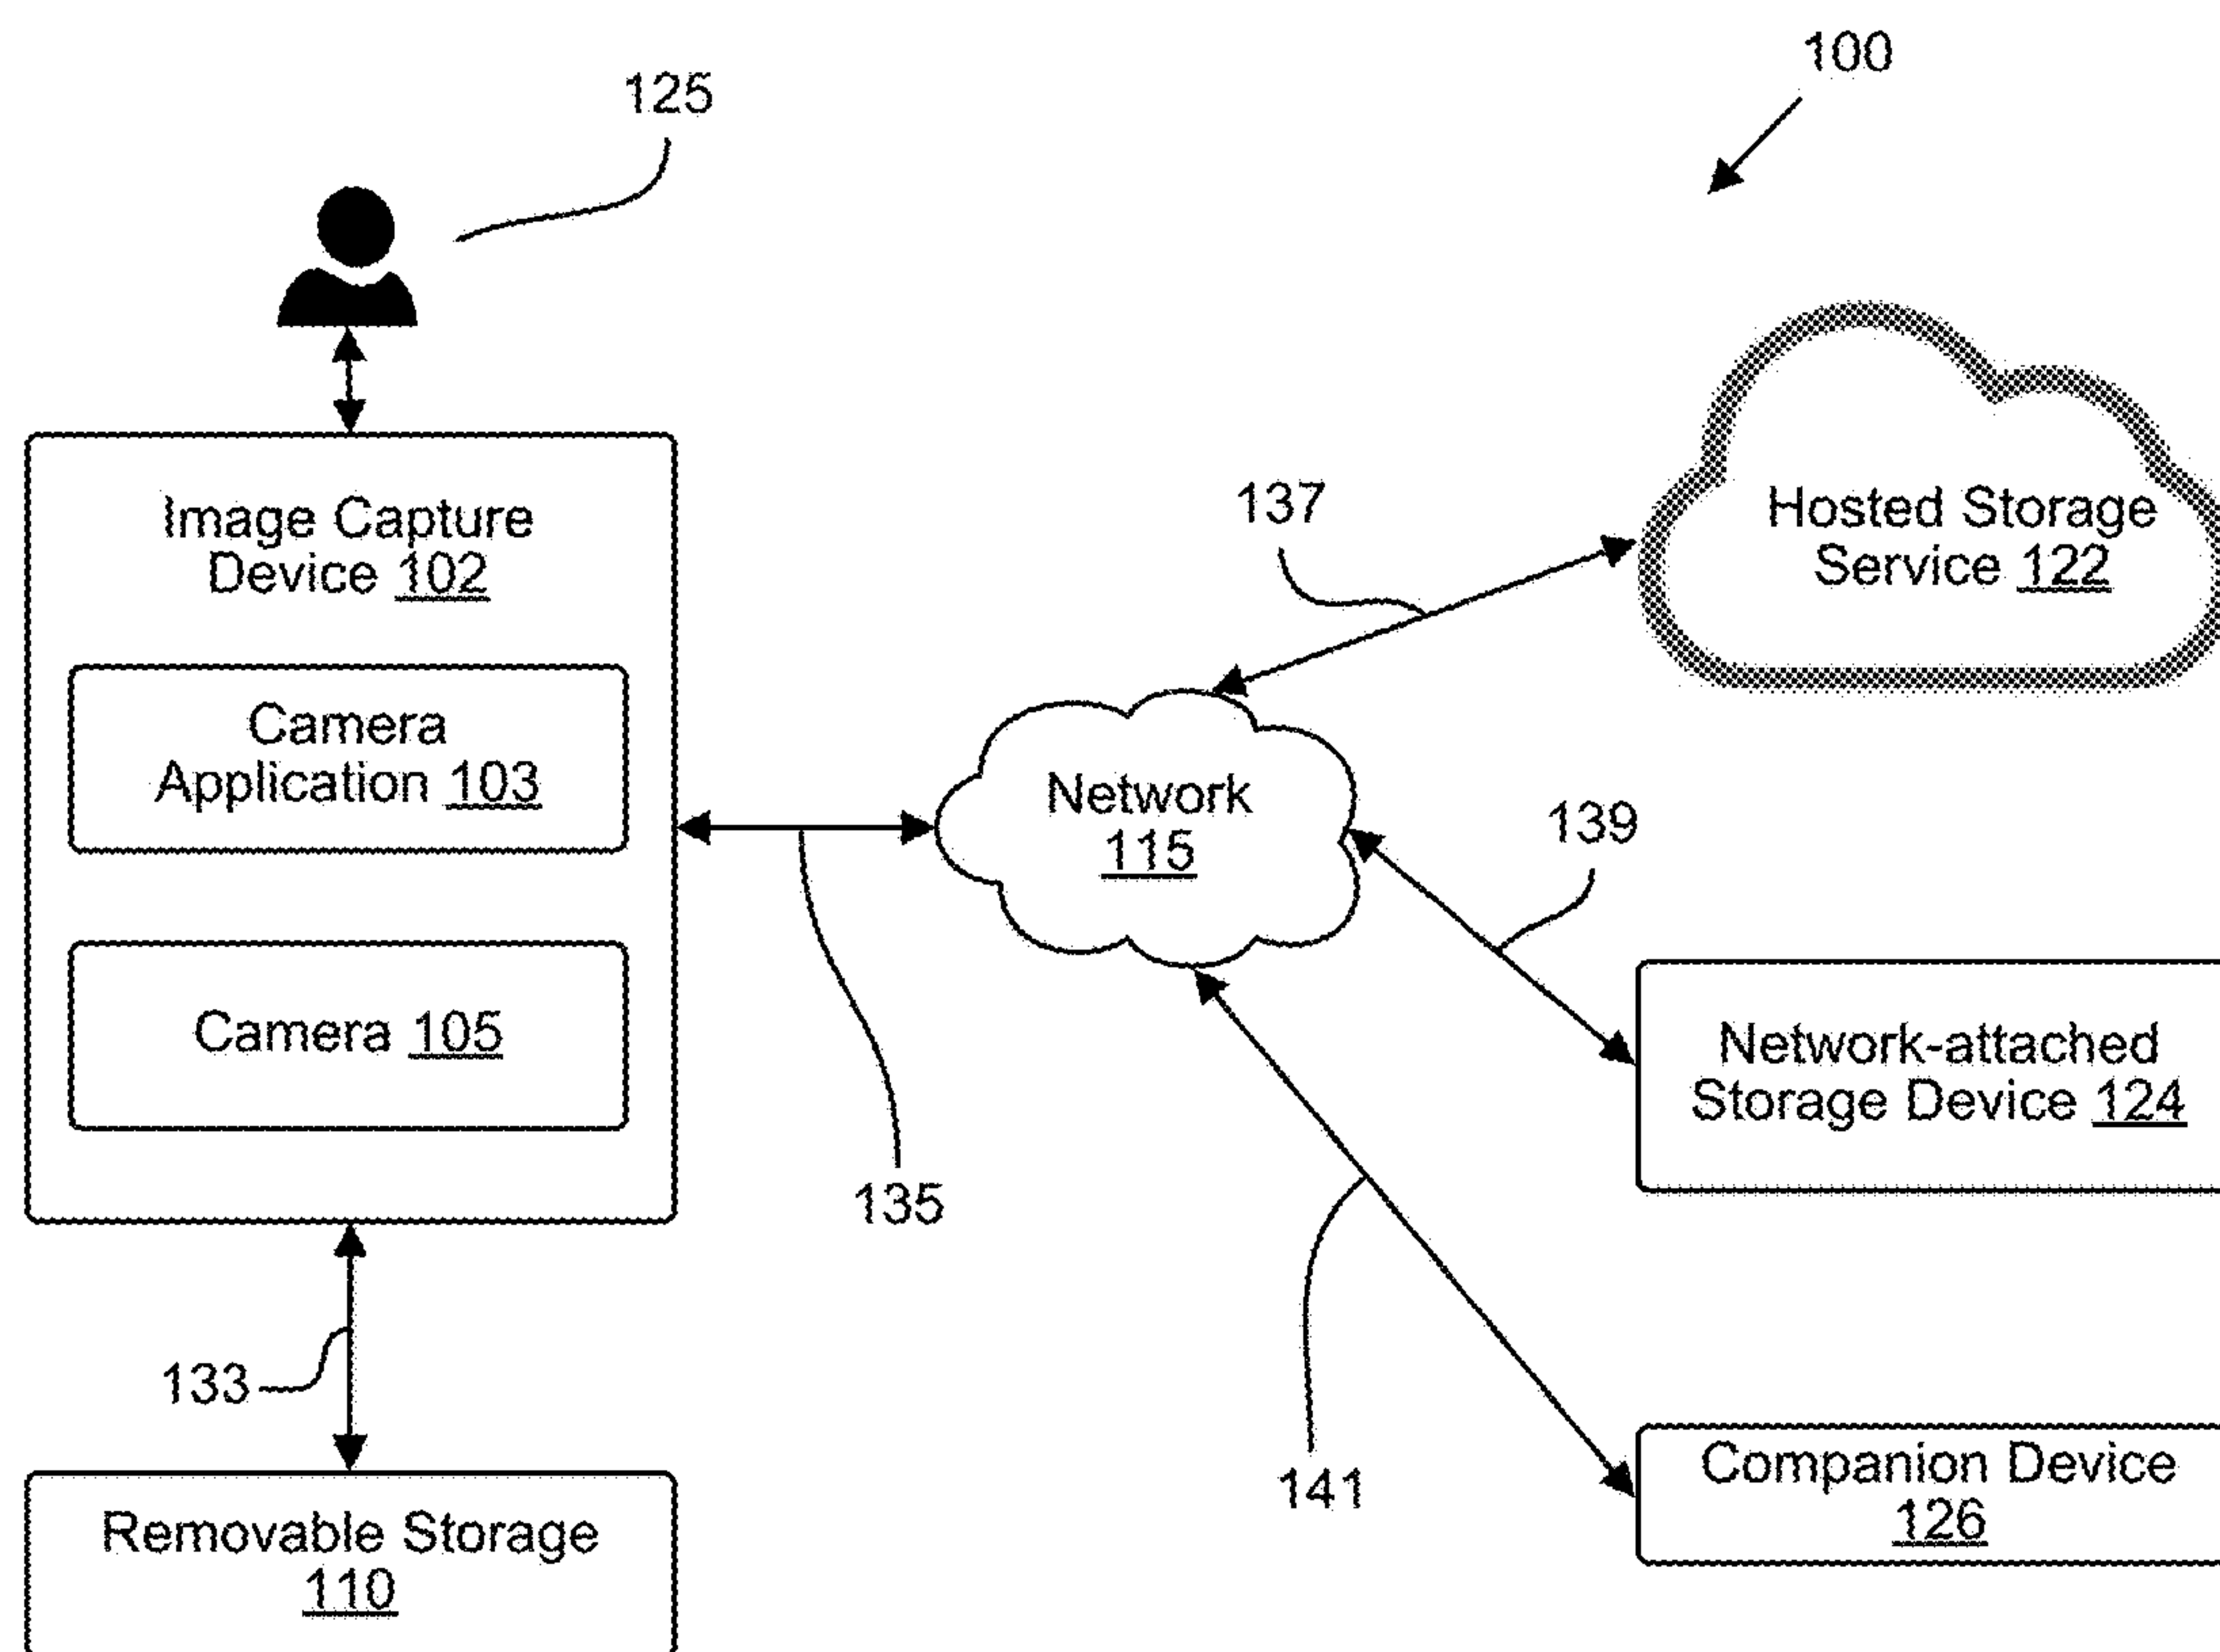 100
125
Image Capture
Device 102
Camera
Application 103
Camera 105
133
Removable Storage
110
135
Network
115
137
Hosted Storage
Service 122
139
Network-attached
Storage Device 124
141
Companion Device
126